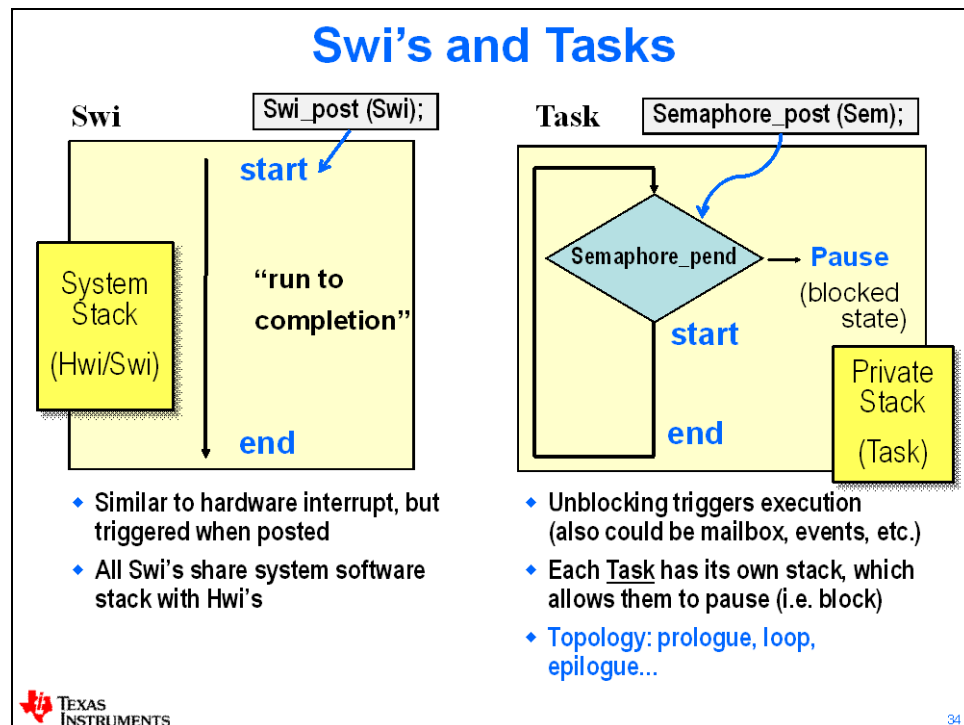 Swi's and Tasks
Swi
Swi_post (Swi);
start
System
Stack
(Hwi/Swi)
“run to
completion”
end
◆ Similar to hardware interrupt, but
triggered when posted
◆ All Swi's share system software
stack with Hwi's
Task
Semaphore_post (Sem);
Semaphore_pend
Pause
(blocked
state)
start
Private
Stack
(Task)
end
◆ Unblocking triggers execution
(also could be mailbox, events, etc.)
◆ Each Task has its own stack, which
allows them to pause (i.e. block)
◆ Topology: prologue, loop,
epilogue...
TEXAS
INSTRUMENTS
34